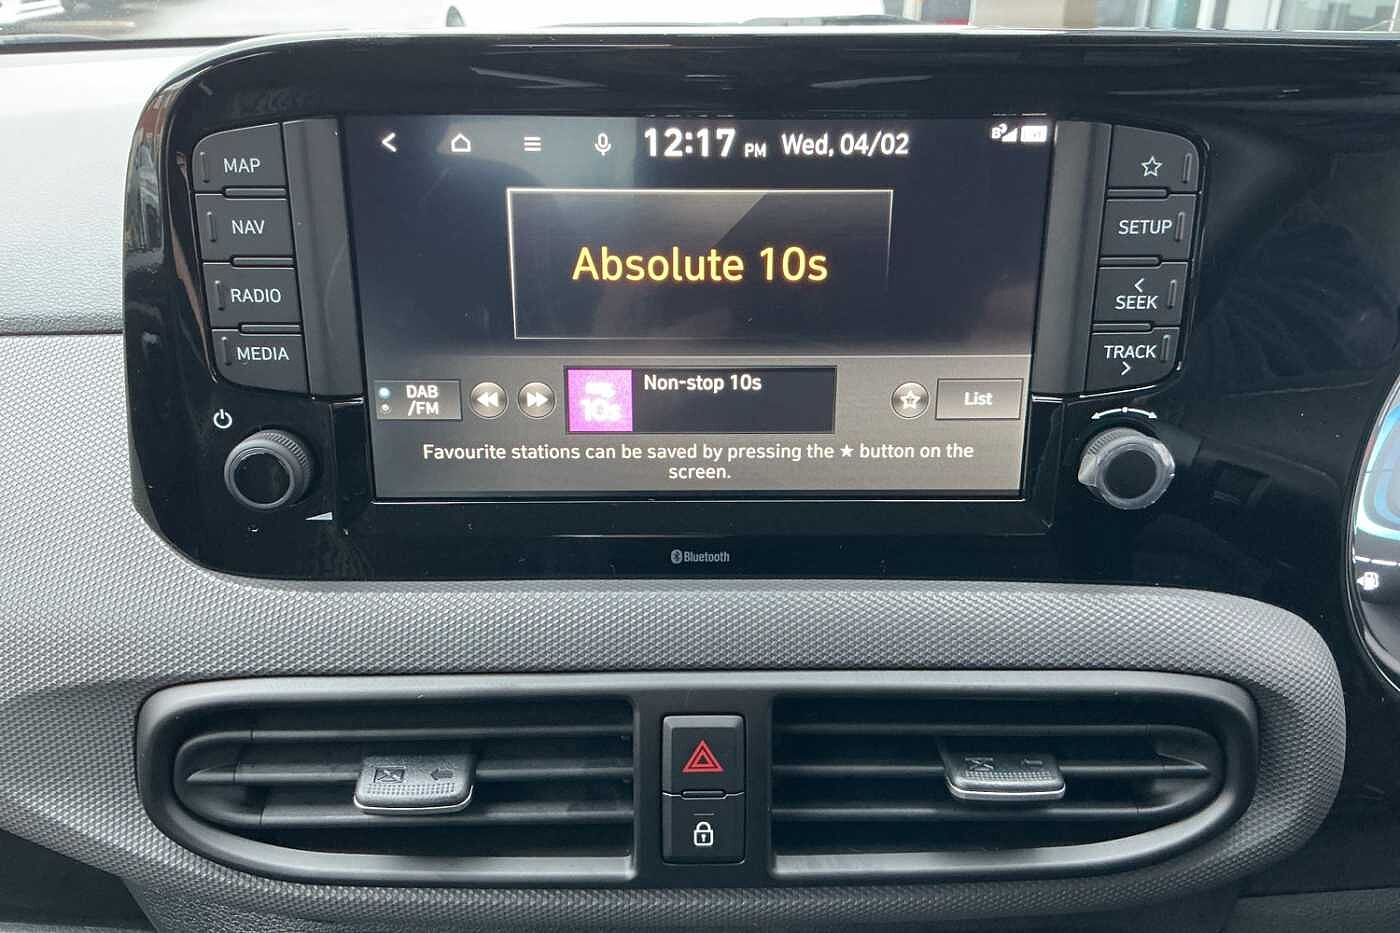 12:17 PM Wed, 04/02
MAP
NAV
RADIO
MEDIA
Absolute 10s
DAB
/FM
10s
Non-stop 10s
List
Favourite stations can be saved by pressing the ★ button on the
screen.
SETUP
<
SEEK
TRACK
>
Bluetooth